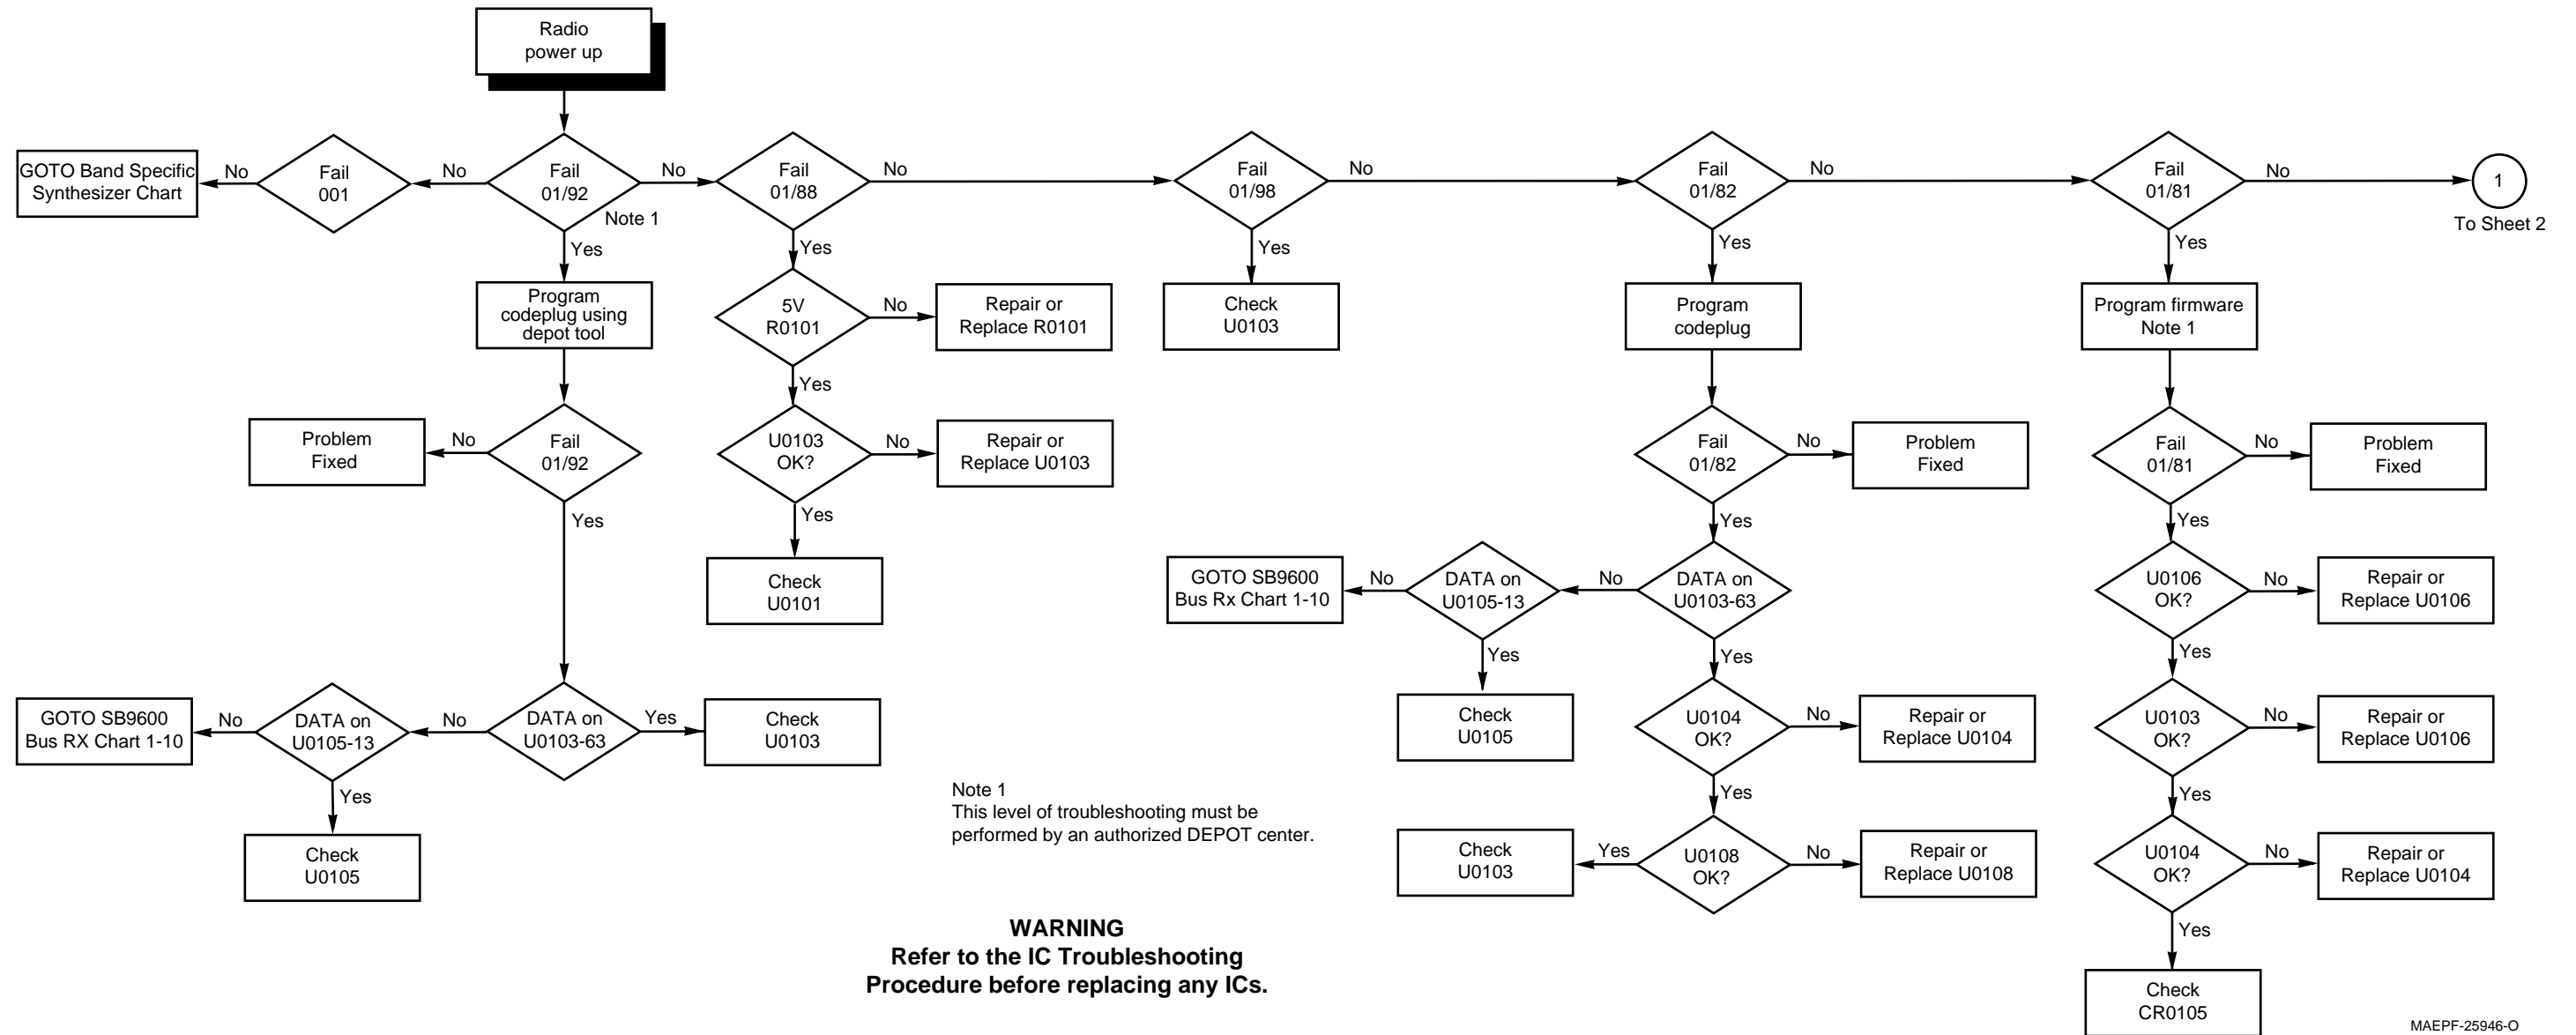 Radio
power up
GOTO Band Specific
Synthesizer Chart
No
Fail
001
No
Fail
01/92
Note 1
No
Fail
01/88
No
Fail
01/98
No
Fail
01/82
No
Fail
01/81
No
1
To Sheet 2
Yes
Yes
Yes
Yes
Yes
Program
codeplug using
depot tool
5V
R0101
No
Repair or
Replace R0101
Check
U0103
Program
codeplug
Program firmware
Note 1
Yes
Problem
Fixed
No
Fail
01/92
U0103
OK?
No
Repair or
Replace U0103
Fail
01/82
No
Problem
Fixed
Fail
01/81
No
Problem
Fixed
Yes
Yes
Yes
Yes
Check
U0101
GOTO SB9600
Bus Rx Chart 1-10
No
DATA on
U0105-13
No
DATA on
U0103-63
U0106
OK?
No
Repair or
Replace U0106
Yes
Yes
Yes
GOTO SB9600
Bus RX Chart 1-10
No
DATA on
U0105-13
No
DATA on
U0103-63
Yes
Check
U0103
Check
U0105
U0104
OK?
No
Repair or
Replace U0104
U0103
OK?
No
Repair or
Replace U0106
Yes
Yes
Yes
Note 1
This level of troubleshooting must be
performed by an authorized DEPOT center.
Check
U0105
Check
U0103
Yes
U0108
OK?
No
Repair or
Replace U0108
U0104
OK?
No
Repair or
Replace U0104
Yes
WARNING
Refer to the IC Troubleshooting
Procedure before replacing any ICs.
Check
CR0105
MAEPF-25946-O